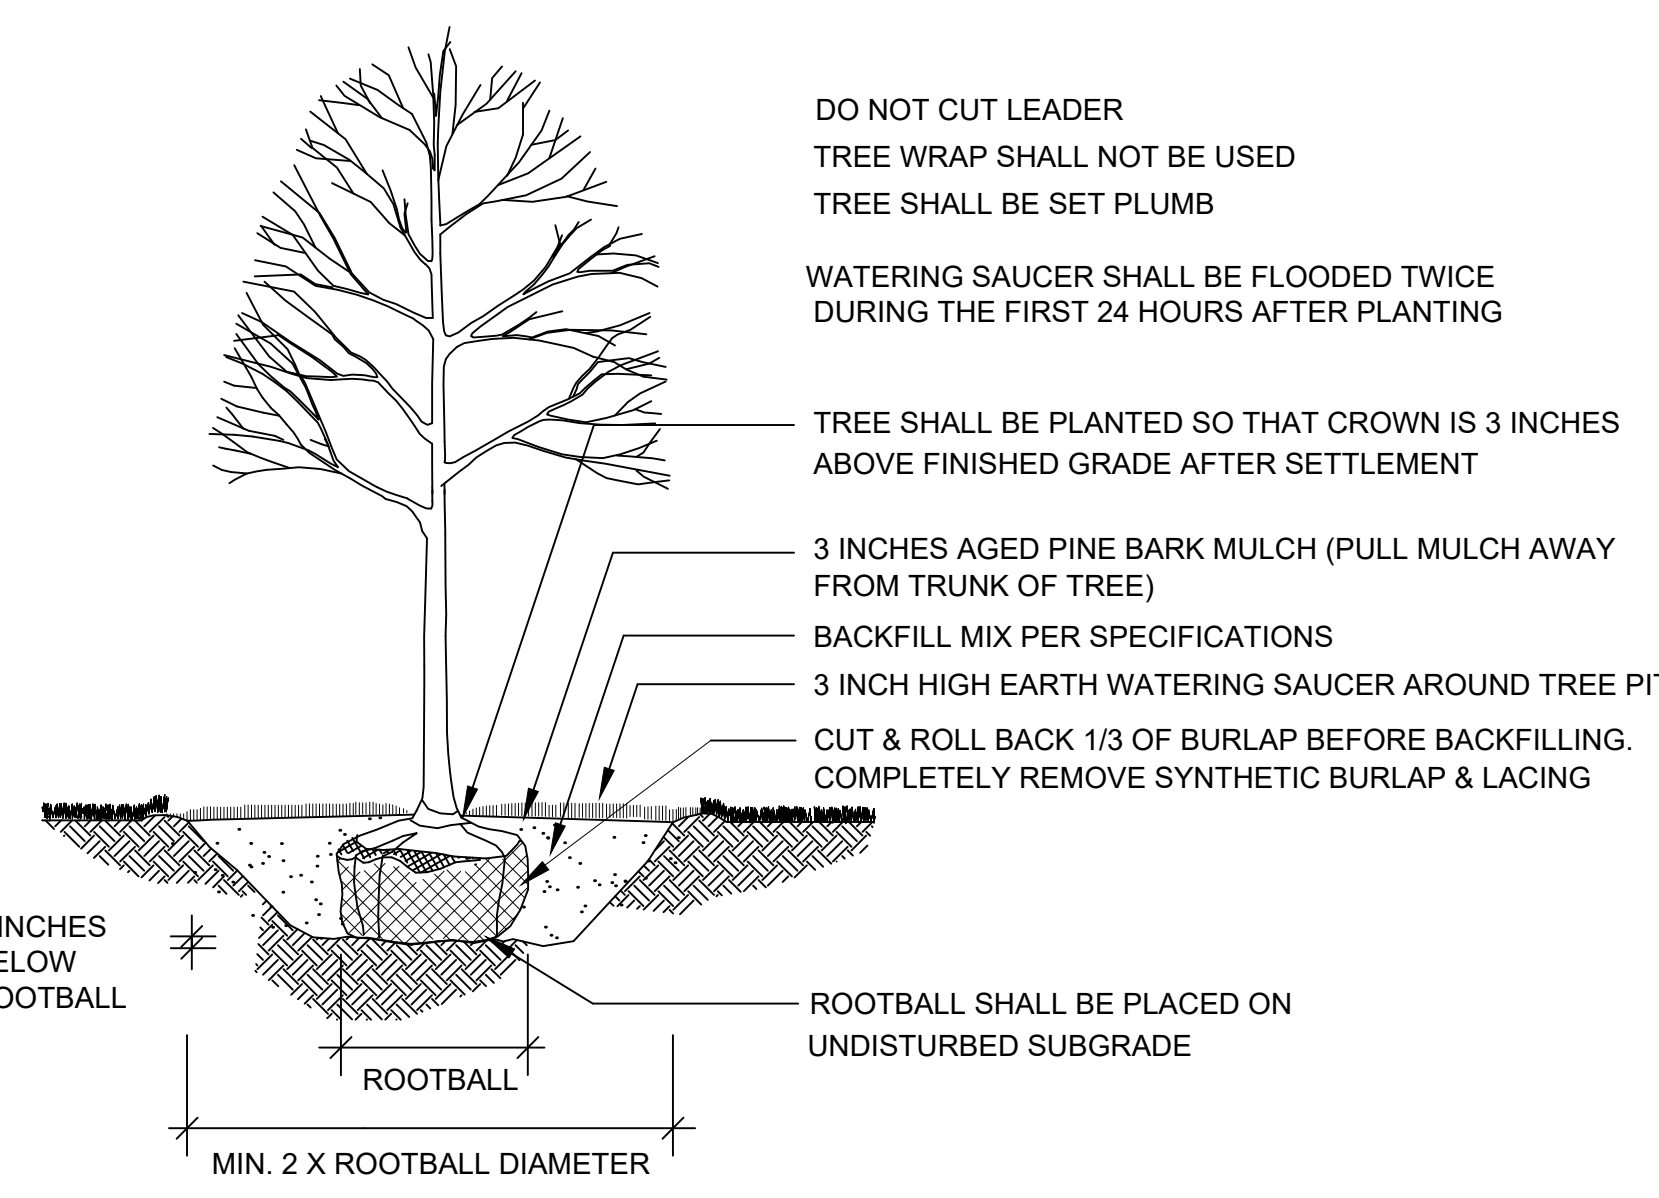 DO NOT CUT LEADER
TREE WRAP SHALL NOT BE USED
TREE SHALL BE SET PLUMB
WATERING SAUCER SHALL BE FLOODED TWICE
DURING THE FIRST 24 HOURS AFTER PLANTING
TREE SHALL BE PLANTED SO THAT CROWN IS 3 INCHES
ABOVE FINISHED GRADE AFTER SETTLEMENT
3 INCHES AGED PINE BARK MULCH (PULL MULCH AWAY
FROM TRUNK OF TREE)
BACKFILL MIX PER SPECIFICATIONS
3 INCH HIGH EARTH WATERING SAUCER AROUND TREE PIT
CUT & ROLL BACK 1/3 OF BURLAP BEFORE BACKFILLING.
COMPLETELY REMOVE SYNTHETIC BURLAP & LACING
INCHES
ELOW
OOTBALL
ROOTBALL SHALL BE PLACED ON
UNDISTURBED SUBGRADE
ROOTBALL
MIN. 2 X ROOTBALL DIAMETER